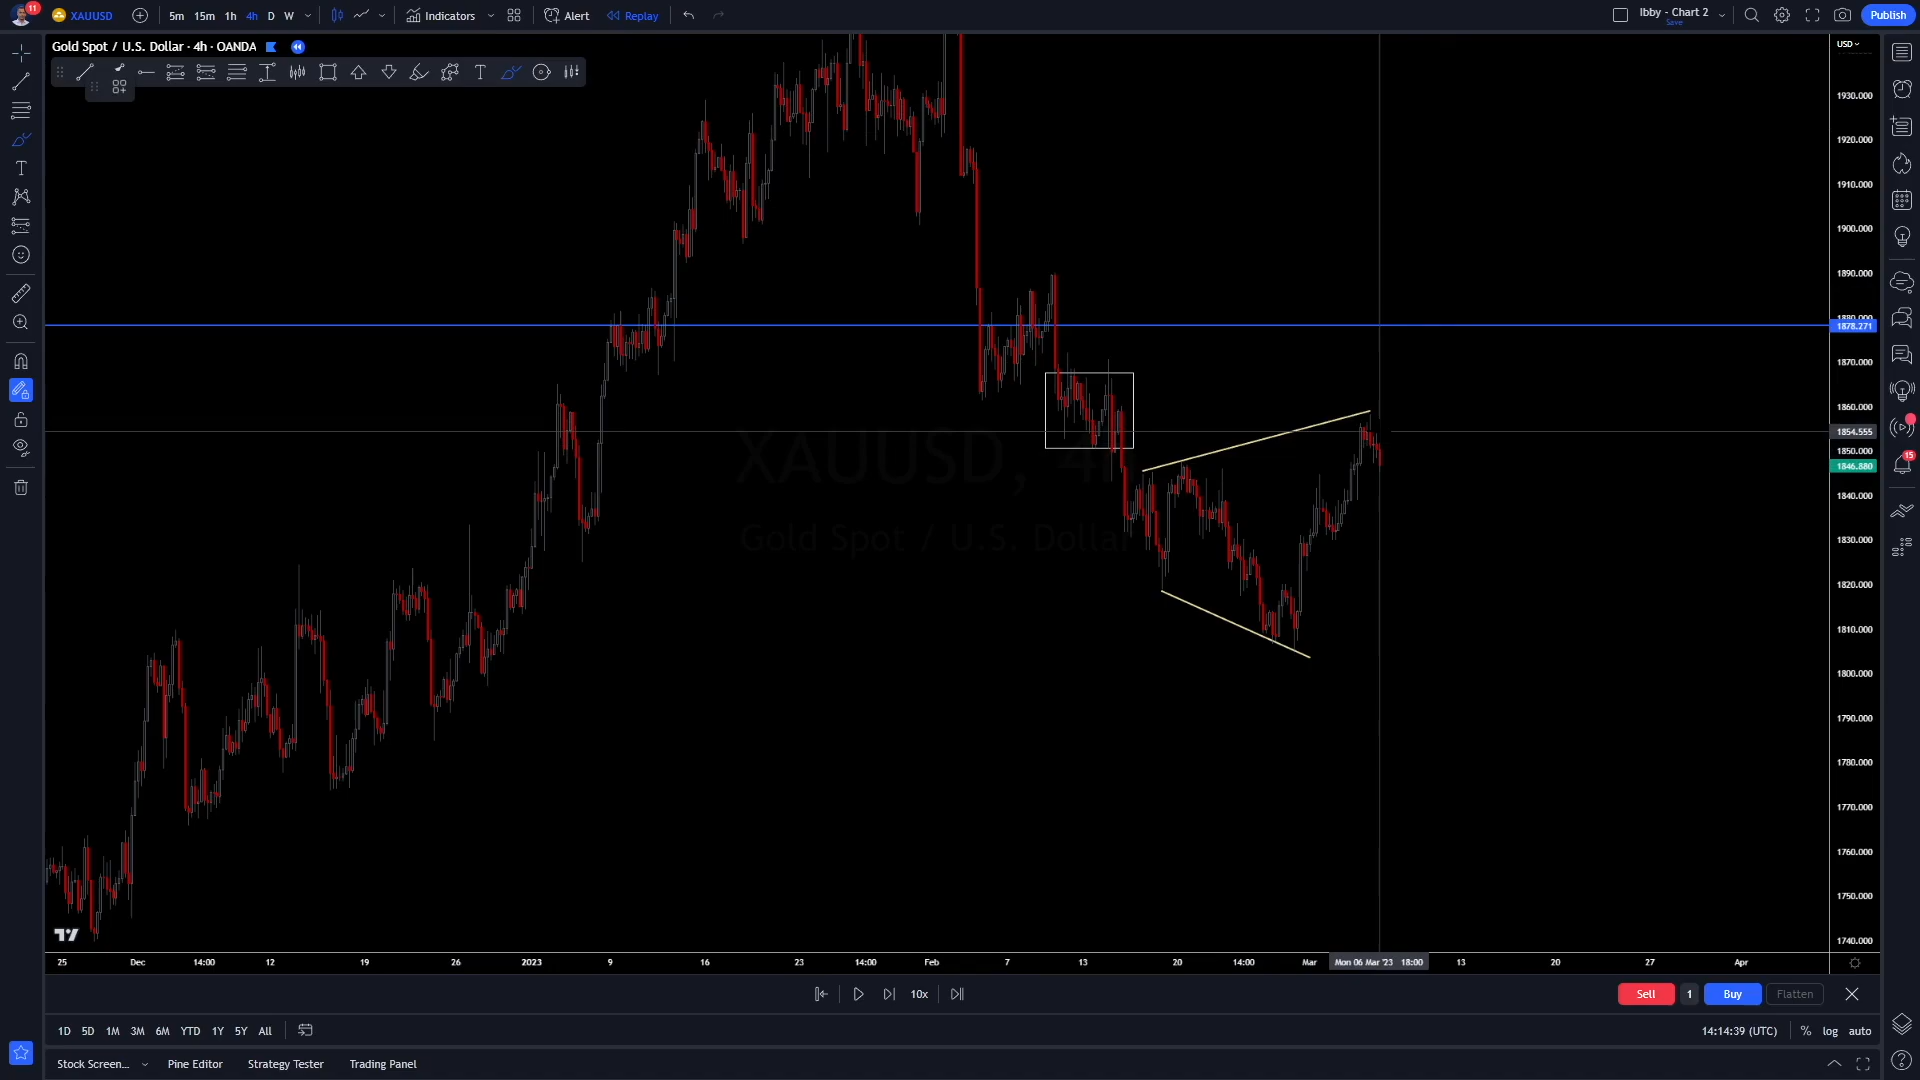 11 XAUUSD 5m 15m 1h 4h D W Indicators Alert Replay Ibby - Chart 2 Save Publish
Gold Spot / U.S. Dollar · 4h · OANDA
USD
1930.000
1920.000
1910.000
1900.000
1890.000
1880.000
1878.271
1870.000
1860.000
1854.555
1850.000
1846.880
1840.000
1830.000
1820.000
1810.000
1800.000
1790.000
1780.000
1770.000
1760.000
1750.000
1740.000
15
XAUUSD, 4h
Gold Spot / U.S. Dollar
25 Dec 14:00 12 19 26 2023 9 16 23 14:00 Feb 7 13 20 14:00 Mar Mon 06 Mar '23 18:00 13 20 27 Apr
10x Sell 1 Buy Flatten
1D 5D 1M 3M 6M YTD 1Y 5Y All 14:14:39 (UTC) % log auto
Stock Screen... Pine Editor Strategy Tester Trading Panel